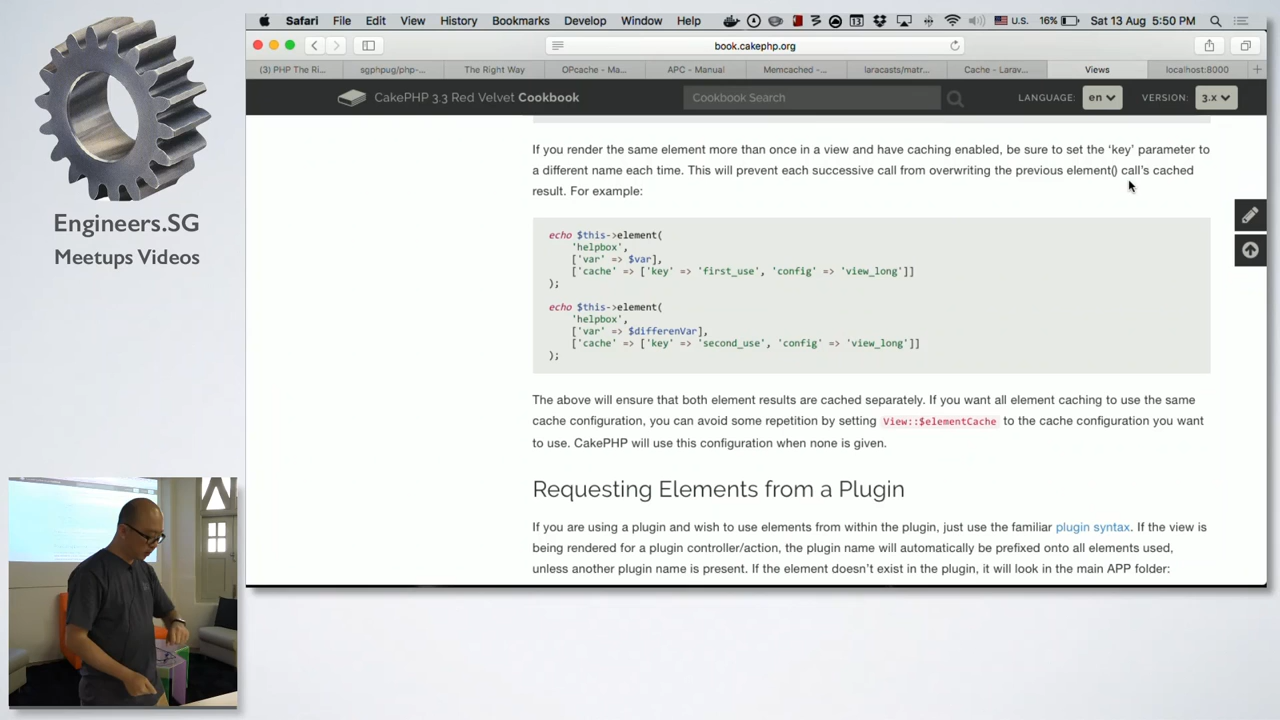 Safari File Edit View History Bookmarks Develop Window Help
U.S. 16% Sat 13 Aug 5:50 PM
13
book.cakephp.org
(3) PHP The Ri...
sgphpug/php-...
The Right Way
OPcache - Ma...
APC - Manual
Memcached -...
laracasts/matr...
Cache - Larav...
Views
localhost:8000
CakePHP 3.3 Red Velvet Cookbook
Cookbook Search
LANGUAGE: en
VERSION: 3.x
If you render the same element more than once in a view and have caching enabled, be sure to set the ‘key’ parameter to
a different name each time. This will prevent each successive call from overwriting the previous element() call’s cached
result. For example:
echo $this->element(
'helpbox',
['var' => $var],
['cache' => ['key' => 'first_use', 'config' => 'view_long']]
);
echo $this->element(
'helpbox',
['var' => $differenVar],
['cache' => ['key' => 'second_use', 'config' => 'view_long']]
);
The above will ensure that both element results are cached separately. If you want all element caching to use the same
cache configuration, you can avoid some repetition by setting View::$elementCache to the cache configuration you want
to use. CakePHP will use this configuration when none is given.
Requesting Elements from a Plugin
If you are using a plugin and wish to use elements from within the plugin, just use the familiar plugin syntax. If the view is
being rendered for a plugin controller/action, the plugin name will automatically be prefixed onto all elements used,
unless another plugin name is present. If the element doesn’t exist in the plugin, it will look in the main APP folder:
Engineers.SG
Meetups Videos